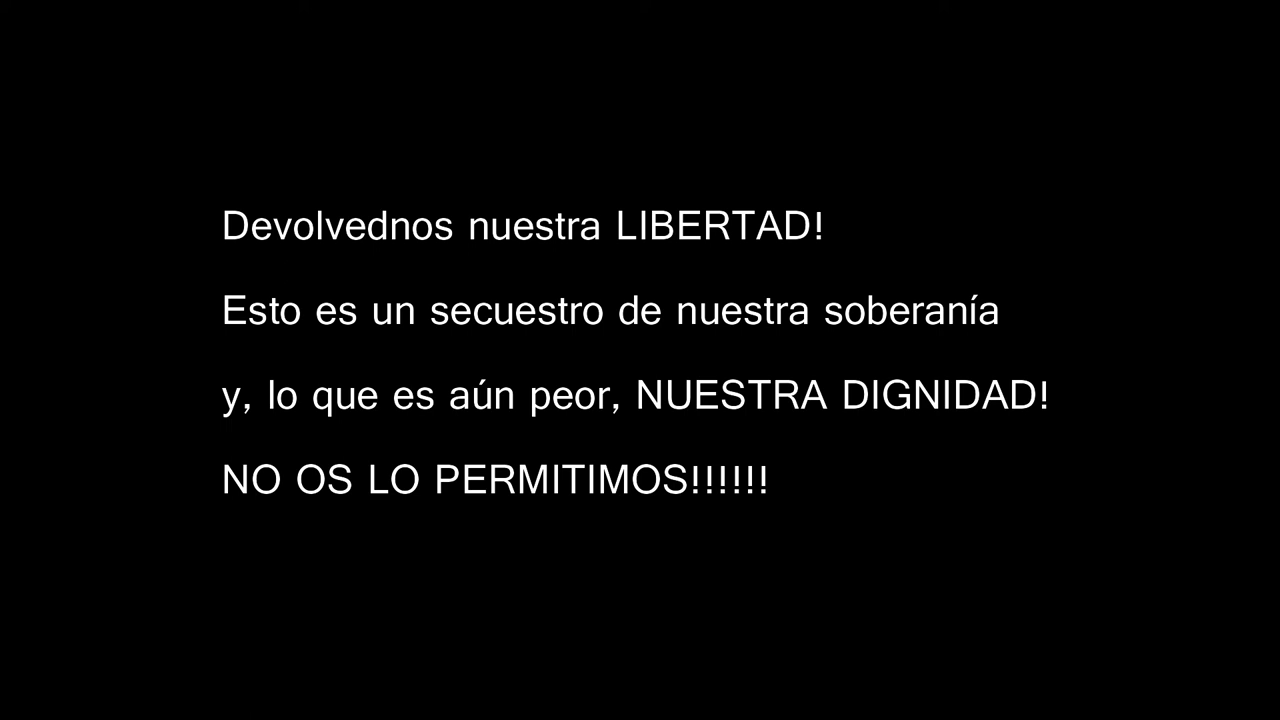 Devolvednos nuestra LIBERTAD!
Esto es un secuestro de nuestra soberanía
y, lo que es aún peor, NUESTRA DIGNIDAD!
NO OS LO PERMITIMOS!!!!!!